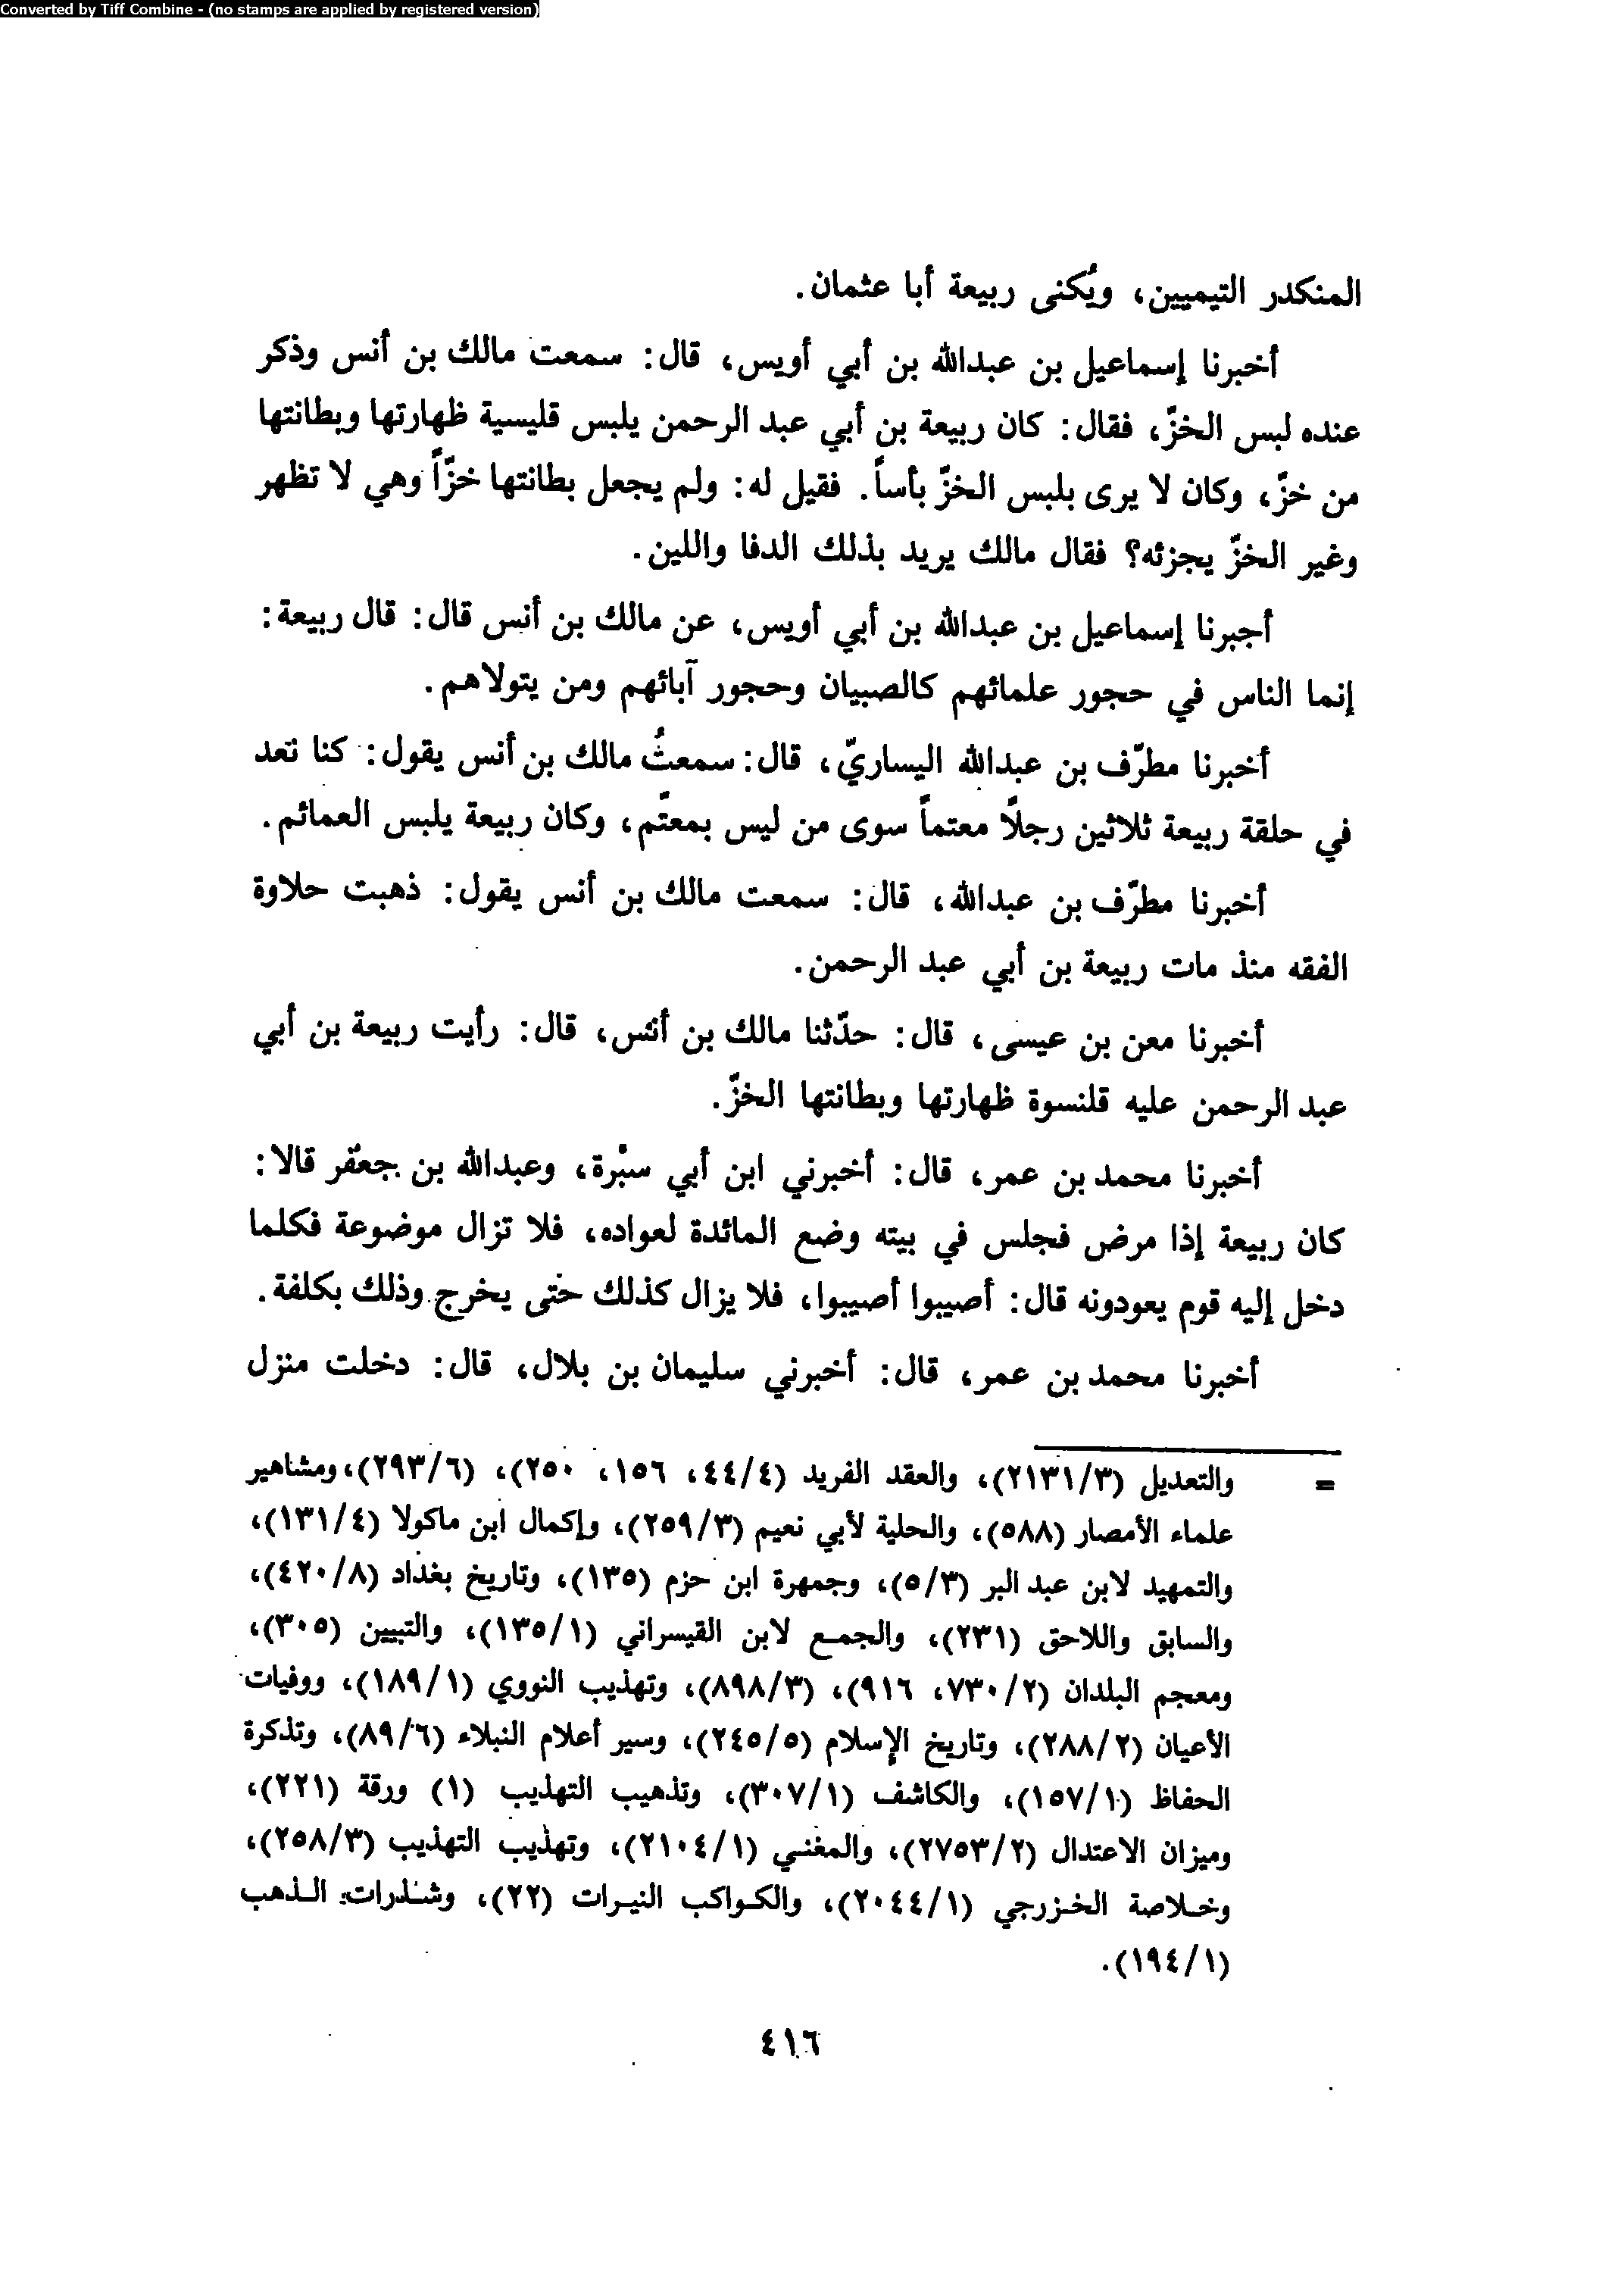 Converted by Tiff Combine - (no stamps are applied by registered version)
المنكدر التيميين، ويُكنى ربيعة أبا عثمان.
أخبرنا إسماعيل بن عبدالله بن أبي أويس، قال: سمعت مالك بن أنس وذكر
عنده لبس الخزّ، فقال: كان ربيعة بن أبي عبد الرحمن يلبس قليسية ظهارتها وبطانتها
من خزّ، وكان لا يرى بلبس الخزّ بأساً. فقيل له: ولم يجعل بطانتها خزّاً وهي لا تظهر
وغير الخزّ يجزئه؟ فقال مالك يريد بذلك الدفا واللين.
أجبرنا إسماعيل بن عبدالله بن أبي أويس، عن مالك بن أنس قال: قال ربيعة:
إنما الناس في حجور علمائهم كالصبيان وحجور آبائهم ومن يتولاهم.
أخبرنا مطرّف بن عبدالله اليساريّ، قال: سمعتُ مالك بن أنس يقول: كنا نعد
في حلقة ربيعة ثلاثين رجلاً معتماً سوى من ليس بمعتّم، وكان ربيعة يلبس العمائم.
أخبرنا مطرّف بن عبدالله، قال: سمعت مالك بن أنس يقول: ذهبت حلاوة
الفقه منذ مات ربيعة بن أبي عبد الرحمن.
أخبرنا معن بن عيسى، قال: حدّثنا مالك بن أنس، قال: رأيت ربيعة بن أبي
عبد الرحمن عليه قلنسوة ظهارتها وبطانتها الخزّ.
أخبرنا محمد بن عمر، قال: أخبرني ابن أبي سبْرة، وعبدالله بن جعفر قالا:
كان ربيعة إذا مرض فجلس في بيته وضع المائدة لعواده، فلا تزال موضوعة فكلما
دخل إليه قوم يعودونه قال: أصيبوا أصيبوا، فلا يزال كذلك حتى يخرج وذلك بكلفة.
أخبرنا محمد بن عمر، قال: أخبرني سليمان بن بلال، قال: دخلت منزل
= والتعديل (٢١٣١/٣)، والعقد الفريد (٤٤/٤، ١٥٦، ٢٥٠)، (٢٩٣/٦)، ومشاهير
علماء الأمصار (٥٨٨)، والحلية لأبي نعيم (٢٥٩/٣)، وإكمال ابن ماكولا (١٣١/٤)،
والتمهيد لابن عبد البر (٥/٣)، وجمهرة ابن حزم (١٣٥)، وتاريخ بغداد (٤٢٠/٨)،
والسابق واللاحق (٢٣١)، والجمع لابن القيسراني (١٣٥/١)، والتبيين (٣٠٥)،
ومعجم البلدان (٧٣٠/٢، ٩١٦)، (٨٩٨/٣)، وتهذيب النووي (١٨٩/١)، ووفيات
الأعيان (٢٨٨/٢)، وتاريخ الإسلام (٢٤٥/٥)، وسير أعلام النبلاء (٨٩/٦)، وتذكرة
الحفاظ (١٥٧/١)، والكاشف (٣٠٧/١)، وتذهيب التهذيب (١) ورقة (٢٢١)،
وميزان الاعتدال (٢٧٥٣/٢)، والمغني (٢١٠٤/١)، وتهذيب التهذيب (٢٥٨/٣)،
وخلاصة الخزرجي (٢٠٤٤/١)، والكواكب النيرات (٢٢)، وشذرات الذهب
(١٩٤/١).
٤١٦